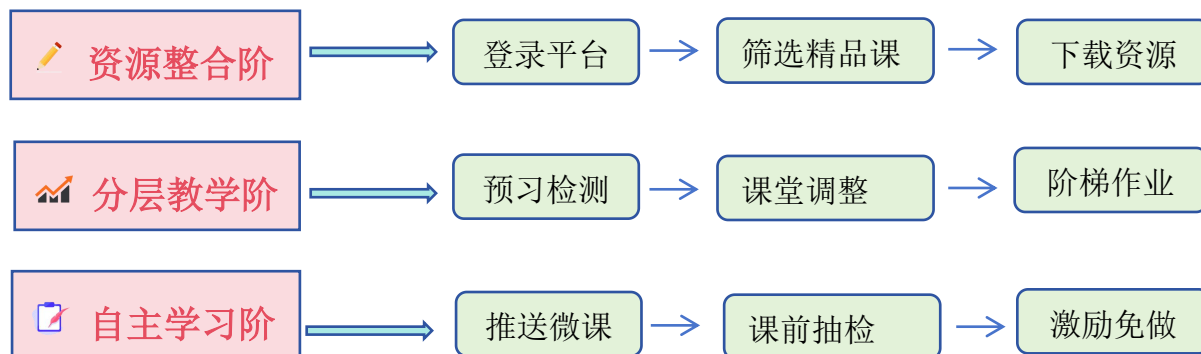 资源整合阶
登录平台
筛选精品课
下载资源
分层教学阶
预习检测
课堂调整
阶梯作业
自主学习阶
推送微课
课前抽检
激励免做